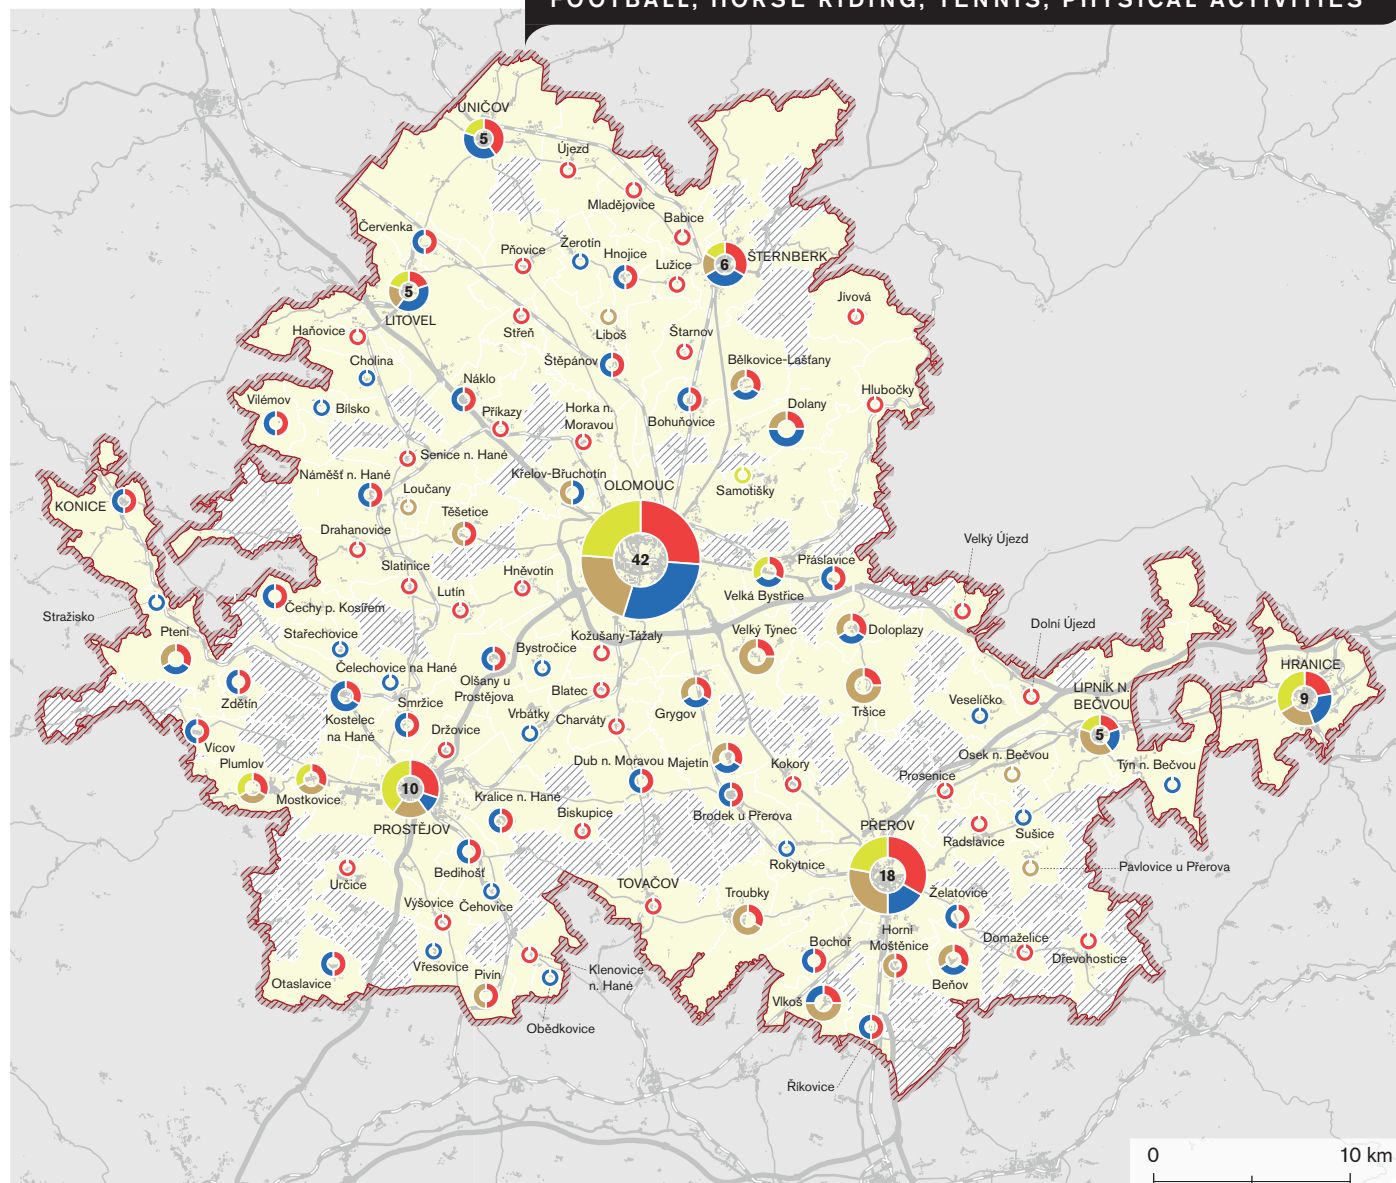 FOOTBALL, HORSE RIDING, TENNIS, PHYSICAL ACTIVITIES
UNIČOV
5
Újezd
Mladějovice
Babice
Červenka
Pňovice
Žerotín
Hnojice
Lužice
6
ŠTERNBERK
5
LITOVEL
Jívová
Haňovice
Střeň
Liboš
Štarnov
Cholina
Štěpánov
Bělkovice-Lašťany
Náklo
Hlubočky
Vilémov
Bílsko
Příkazy
Horka n.
Moravou
Bohuňovice
Dolany
Senice n. Hané
Náměšť n. Hané
Křelov-Břuchotín
OLOMOUC
Samotišky
KONICE
Loučany
Těšetice
Drahanovice
42
Velký Újezd
Slatinice
Hněvotín
Přáslavice
Lutín
Velká Bystřice
Stražisko
Čechy p. Kosířem
Dolní Újezd
Ptení
Stařechovice
Kožušany-Tážaly
Velký Týnec
Doloplazy
Bystročice
Čelechovice na Hané
HRANICE
9
Olšany u
Prostějova
Blatec
LIPNÍK N.
BEČVOU
5
Zdětín
Smržice
Grygov
Tršice
Veselíčko
Kostelec
na Hané
Vrbátky
Charváty
Držovice
Vícov
Osek n. Bečvou
Plumlov
Dub n. Moravou
Majetín
Kokory
Týn n. Bečvou
Prosenice
Mostkovice
10
Kralice n. Hané
Biskupice
Brodek u Přerova
PROSTĚJOV
PŘEROV
Radslavice
Sušice
Rokytnice
Pavlovice u Přerova
Bedihošť
18
Určice
TOVAČOV
Troubky
Želatovice
Výšovice
Čehovice
Horní
Moštěnice
Domaželice
Bochoř
Dřevohostice
Vřesovice
Klenovice
n. Hané
Otaslavice
Pivín
Beňov
Vlkoš
Obědkovice
Říkovice
0
10 km